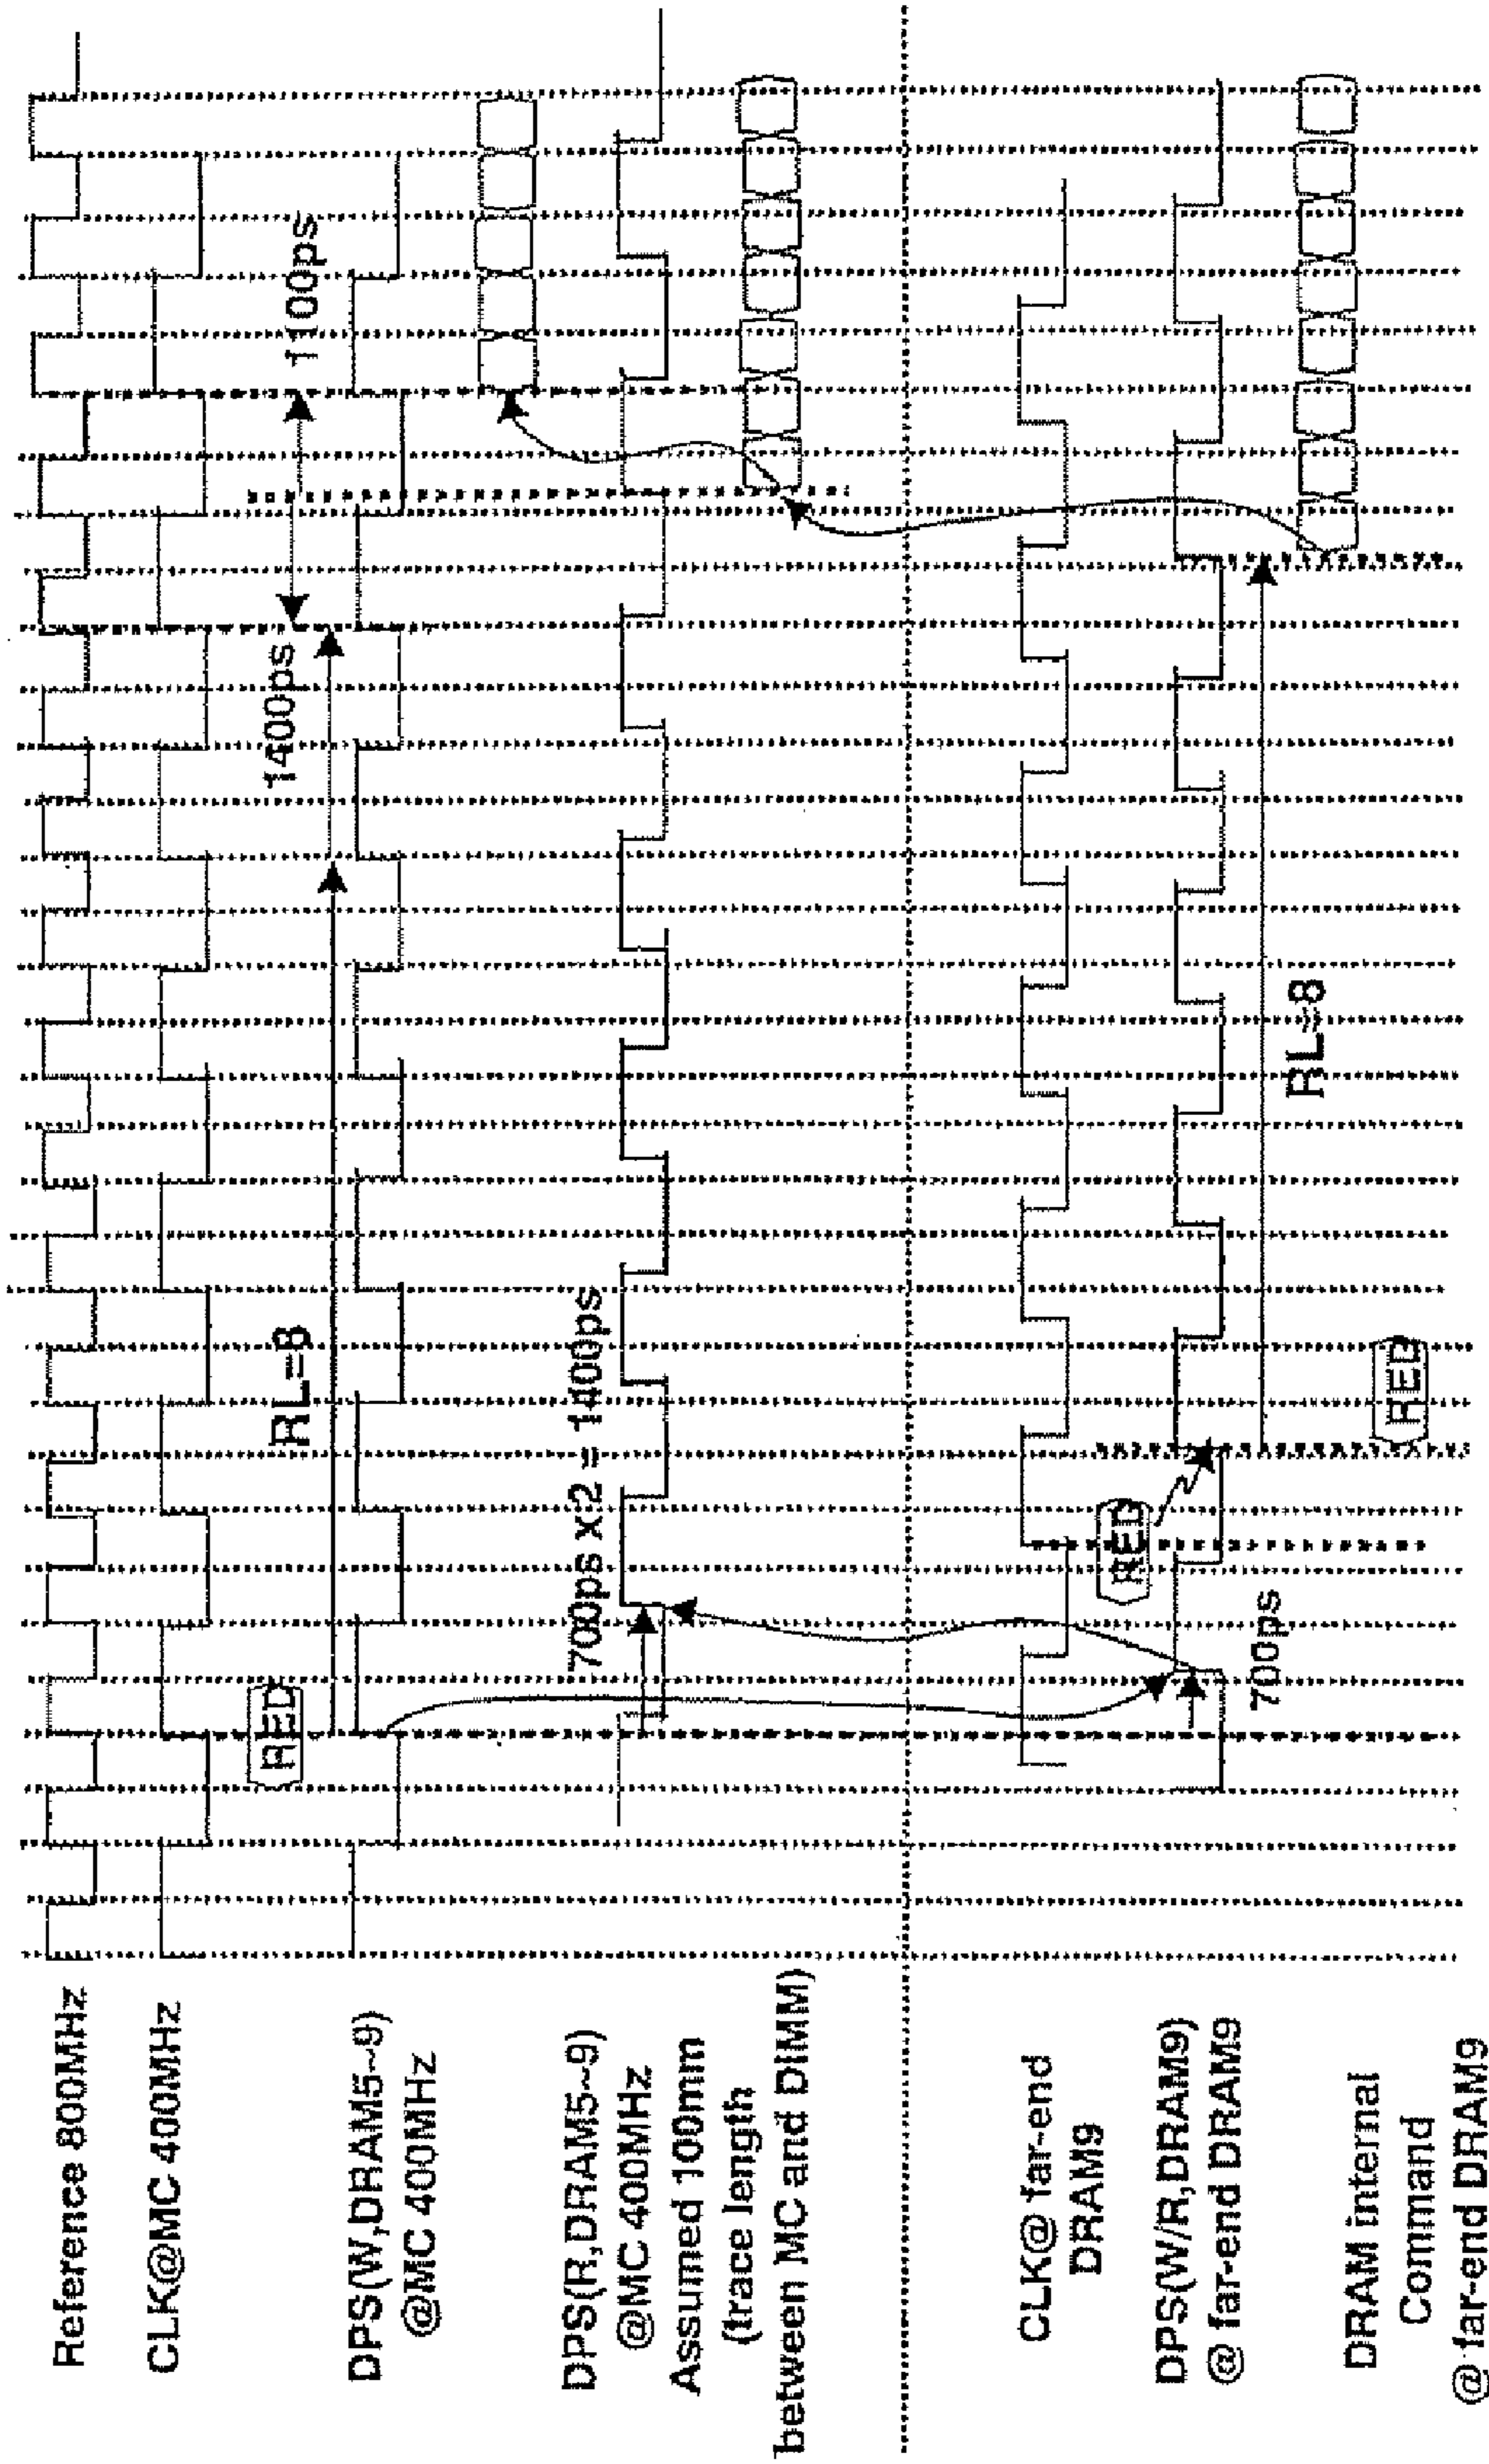 Reference 800MHz
CLK@MC 400MHz
RED
RL=8
1400ps
1100ps
DPS(W,DRAM5~9)
@MC 400MHz
DPS(R,DRAM5~9)
@MC 400MHz
Assumed 100mm
(trace length
between MC and DIMM)
700ps x2 = 1400ps
CLK@ far-end
DRAM9
RED
DPS(W/R,DRAM9)
@ far-end DRAM9
700ps
RL=8
DRAM internal
Command
@ far-end DRAM9
RED